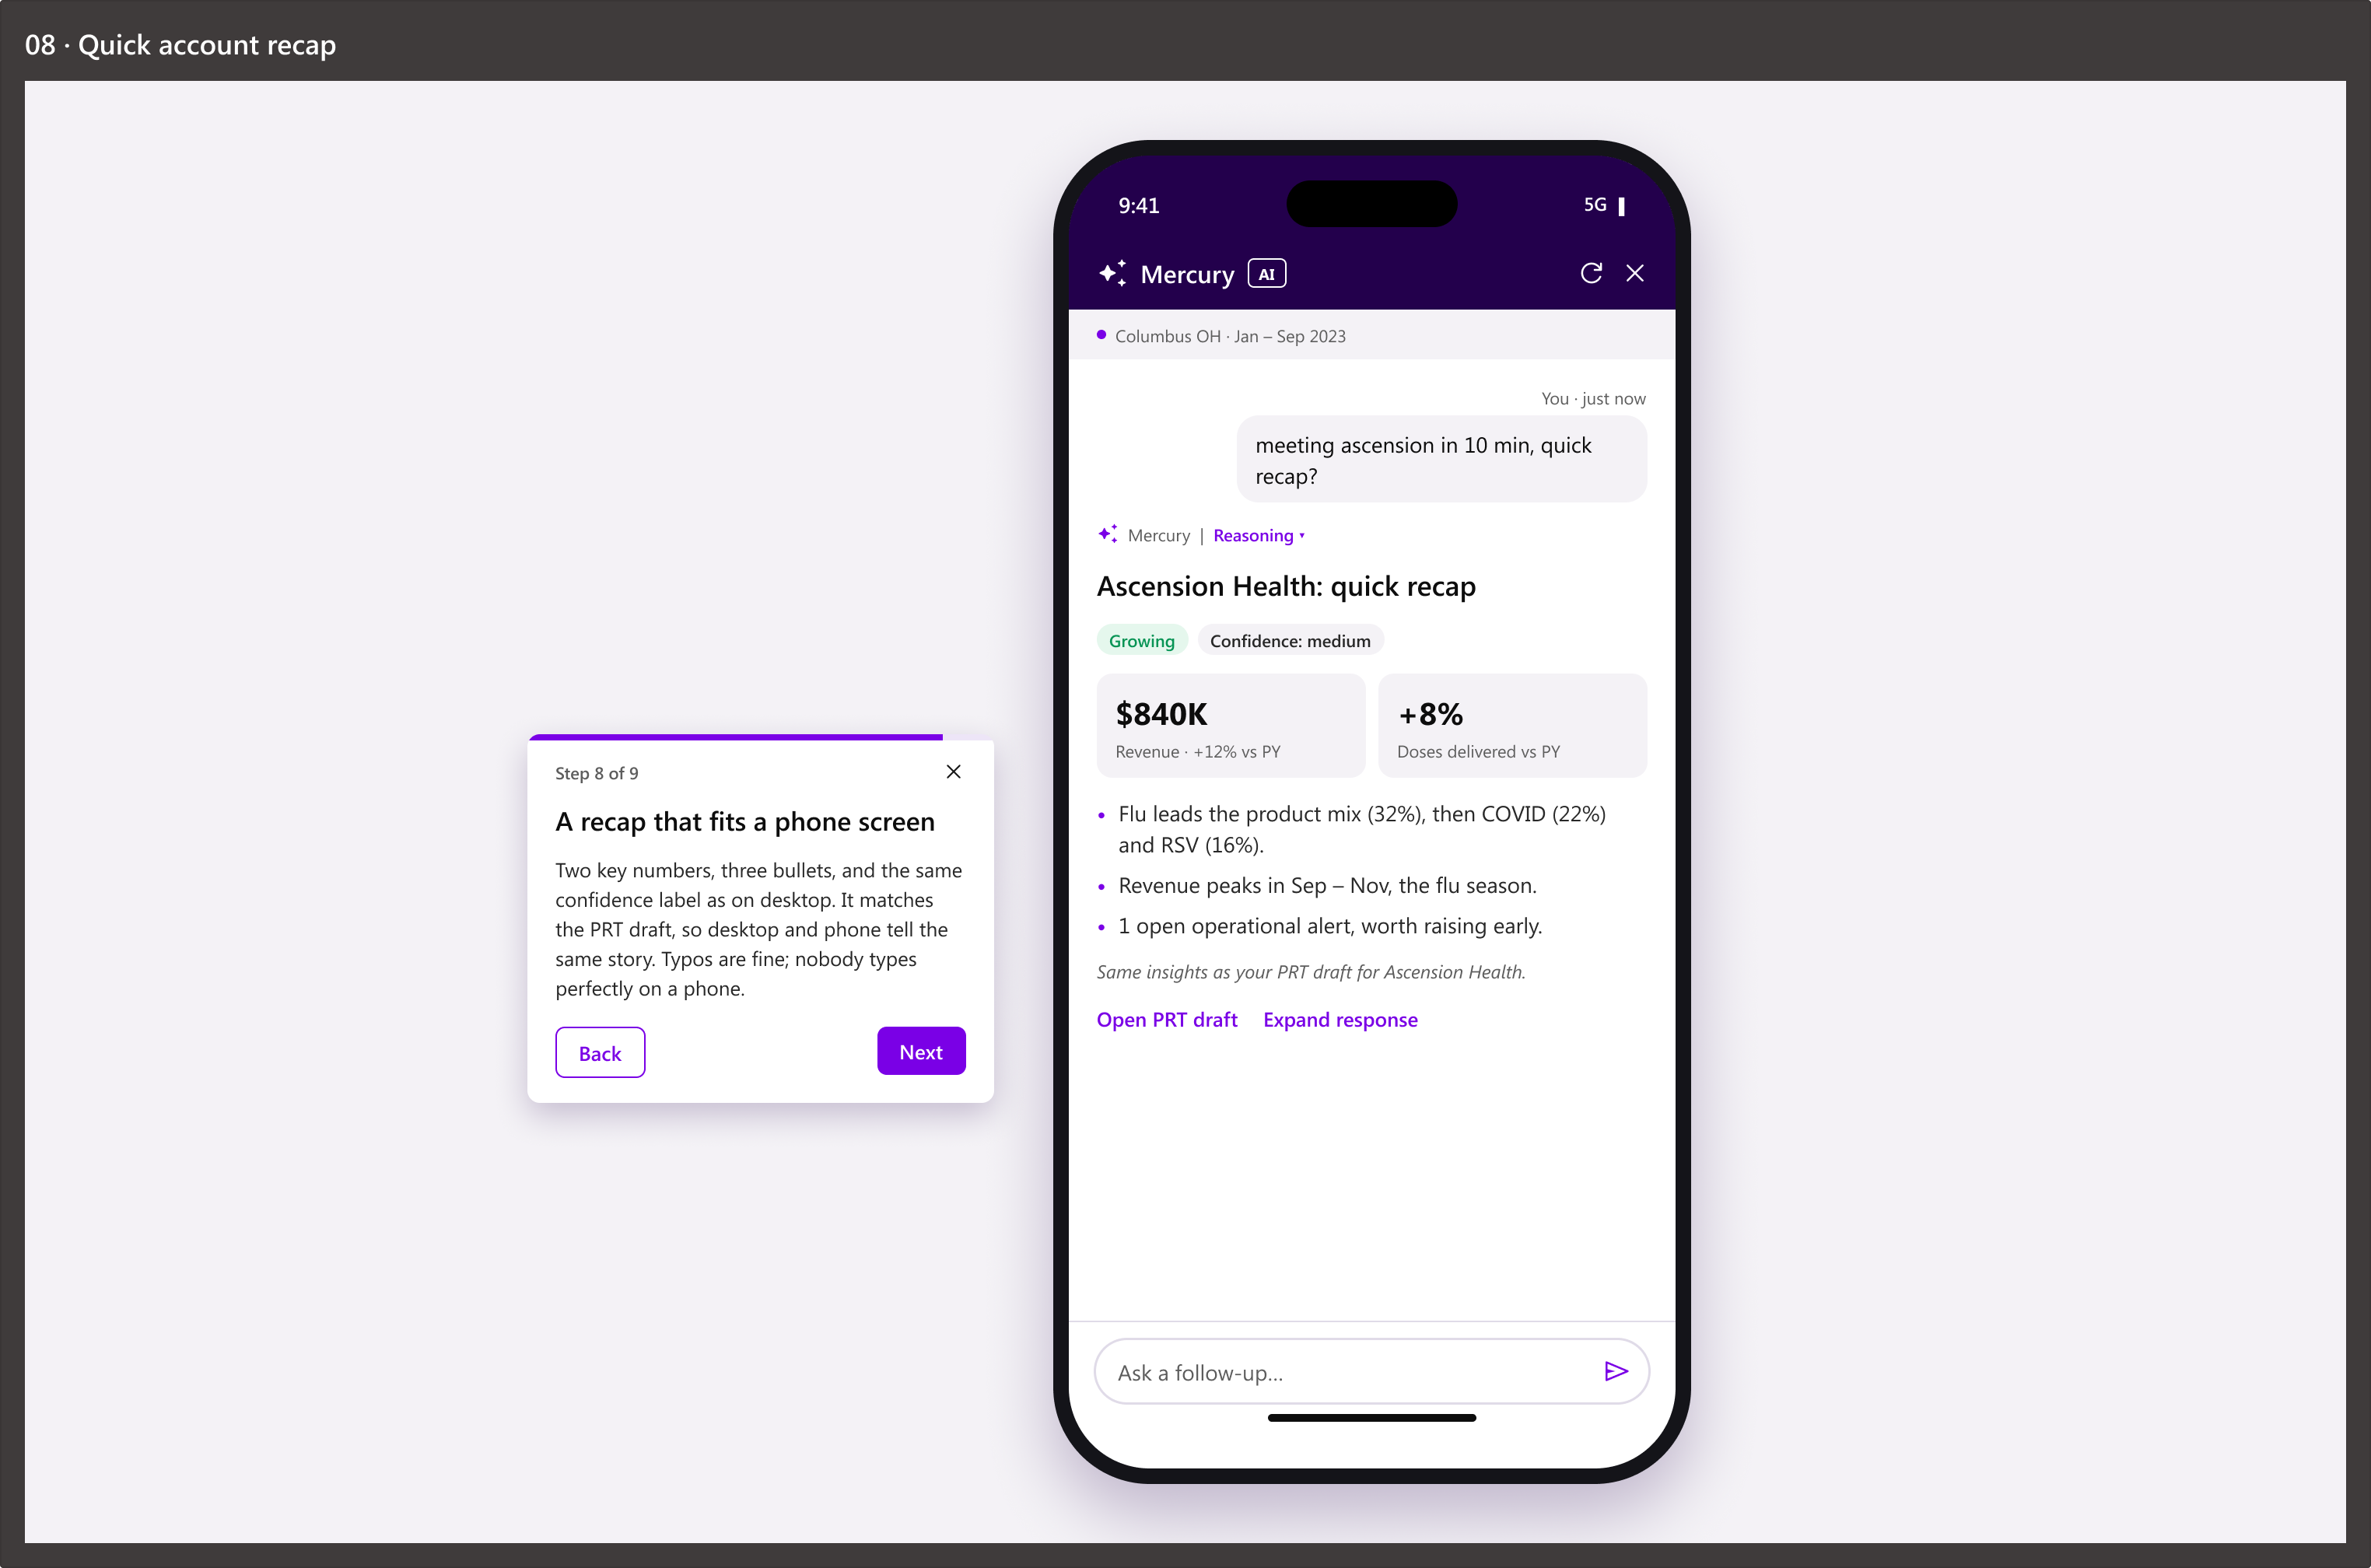 08 · Quick account recap
9:41
5G
Mercury AI
Columbus OH · Jan – Sep 2023
You · just now
meeting ascension in 10 min, quick
recap?
Mercury | Reasoning ▾
Ascension Health: quick recap
Growing
Confidence: medium
$840K
Revenue · +12% vs PY
+8%
Doses delivered vs PY
• Flu leads the product mix (32%), then COVID (22%)
and RSV (16%).
• Revenue peaks in Sep – Nov, the flu season.
• 1 open operational alert, worth raising early.
Same insights as your PRT draft for Ascension Health.
Open PRT draft
Expand response
Ask a follow-up...
Step 8 of 9
A recap that fits a phone screen
Two key numbers, three bullets, and the same
confidence label as on desktop. It matches
the PRT draft, so desktop and phone tell the
same story. Typos are fine; nobody types
perfectly on a phone.
Back
Next